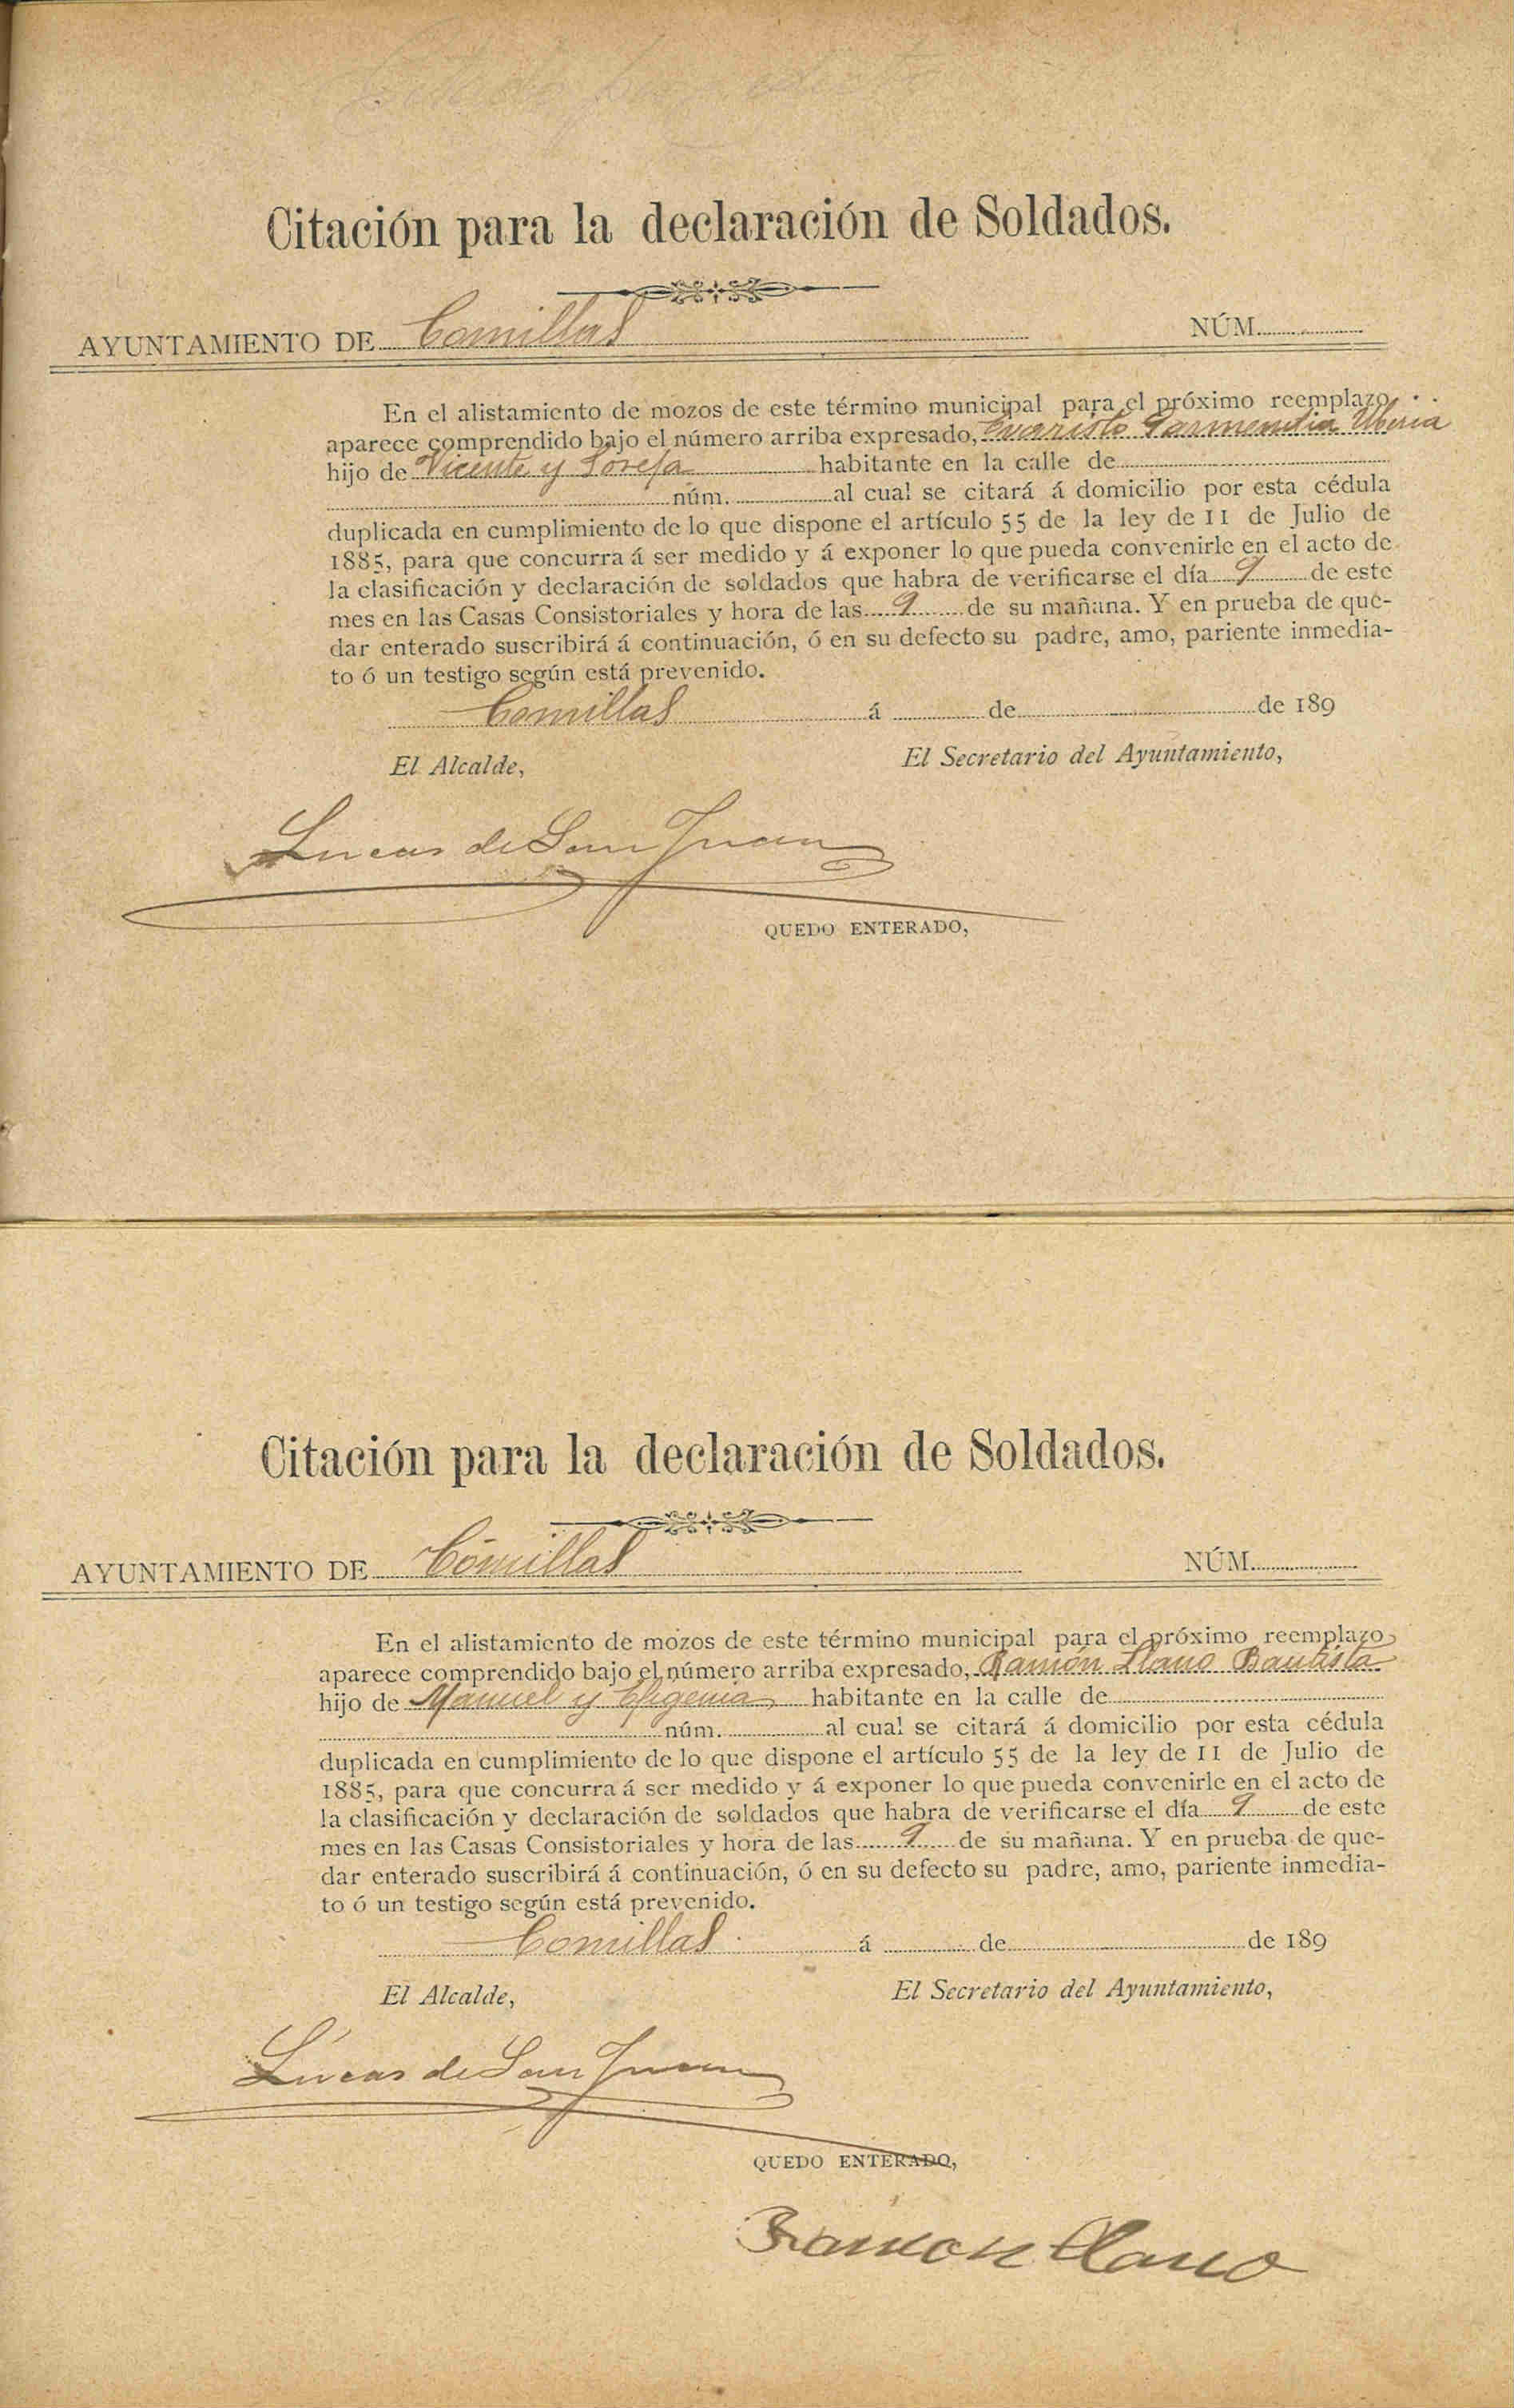 Citado por edicto
Citación para la declaración de Soldados.
AYUNTAMIENTO DE Comillas NÚM.
En el alistamiento de mozos de este término municipal para el próximo reemplazo,
aparece comprendido bajo el número arriba expresado, Evaristo Garmendia Uberia
hijo de Vicente y Josefa habitante en la calle de
núm. al cual se citará á domicilio por esta cédula
duplicada en cumplimiento de lo que dispone el artículo 55 de la ley de 11 de Julio de
1885, para que concurra á ser medido y á exponer lo que pueda convenirle en el acto de
la clasificación y declaración de soldados que habra de verificarse el día 9 de este
mes en las Casas Consistoriales y hora de las 9 de su mañana. Y en prueba de que-
dar enterado suscribirá á continuación, ó en su defecto su padre, amo, pariente inmedia-
to ó un testigo según está prevenido.
Comillas á de de 189
El Alcalde, El Secretario del Ayuntamiento,
Lucas de San Juan
QUEDO ENTERADO,
Citación para la declaración de Soldados.
AYUNTAMIENTO DE Comillas NÚM.
En el alistamiento de mozos de este término municipal para el próximo reemplazo,
aparece comprendido bajo el número arriba expresado, Ramón Llano Bautista
hijo de Manuel y Efigenia habitante en la calle de
núm. al cual se citará á domicilio por esta cédula
duplicada en cumplimiento de lo que dispone el artículo 55 de la ley de 11 de Julio de
1885, para que concurra á ser medido y á exponer lo que pueda convenirle en el acto de
la clasificación y declaración de soldados que habra de verificarse el día 9 de este
mes en las Casas Consistoriales y hora de las 9 de su mañana. Y en prueba de que-
dar enterado suscribirá á continuación, ó en su defecto su padre, amo, pariente inmedia-
to ó un testigo según está prevenido.
Comillas á de de 189
El Alcalde, El Secretario del Ayuntamiento,
Lucas de San Juan
QUEDO ENTERADO,
Ramon Llano